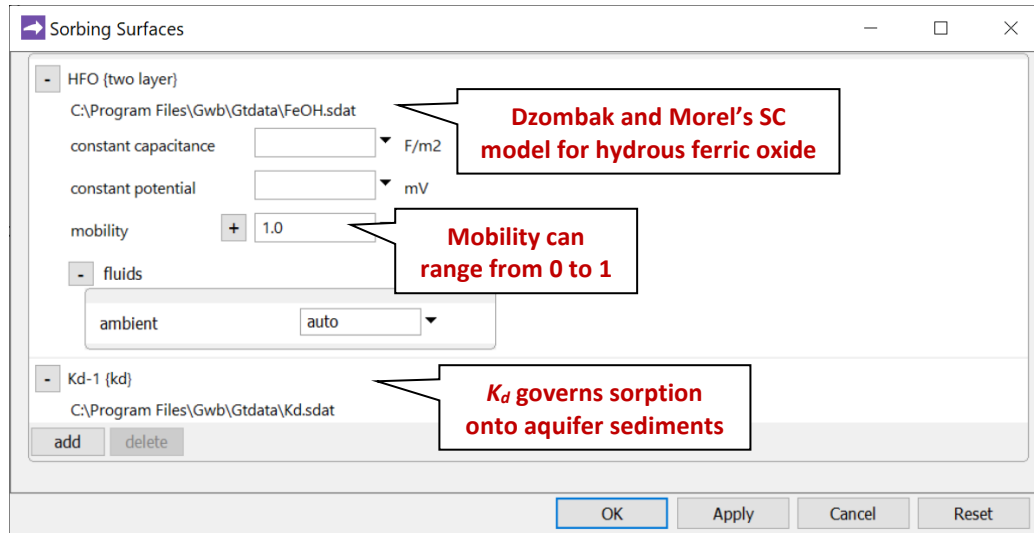 Sorbing Surfaces
- HFO {two layer}
C:\Program Files\Gwb\Gtdata\FeOH.sdat
Dzombak and Morel’s SC
model for hydrous ferric oxide
constant capacitance F/m2
constant potential mV
mobility + 1.0
Mobility can
range from 0 to 1
- fluids
ambient auto
- Kd-1 {kd}
C:\Program Files\Gwb\Gtdata\Kd.sdat
Kd governs sorption
onto aquifer sediments
add delete
OK Apply Cancel Reset